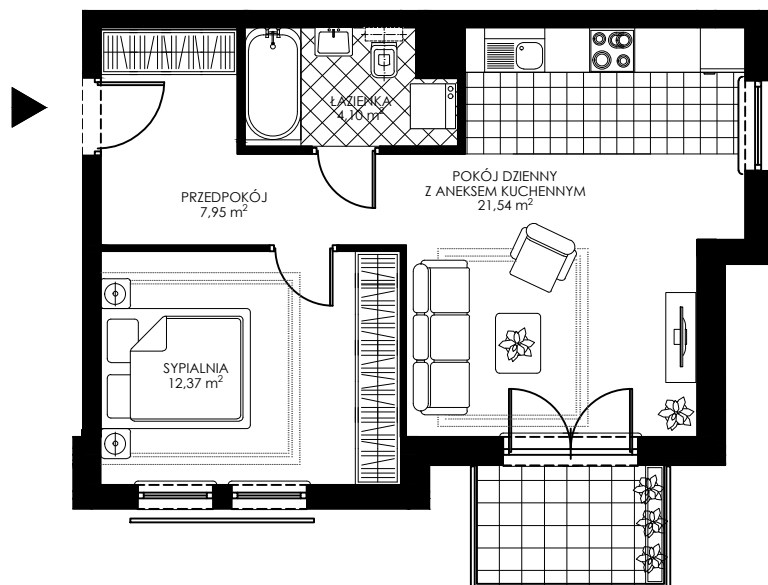 ŁAZIENKA
4,10 m²
POKÓJ DZIENNY
Z ANEKSEM KUCHENNYM
21,54 m²
PRZEDPOKÓJ
7,95 m²
SYPIALNIA
12,37 m²